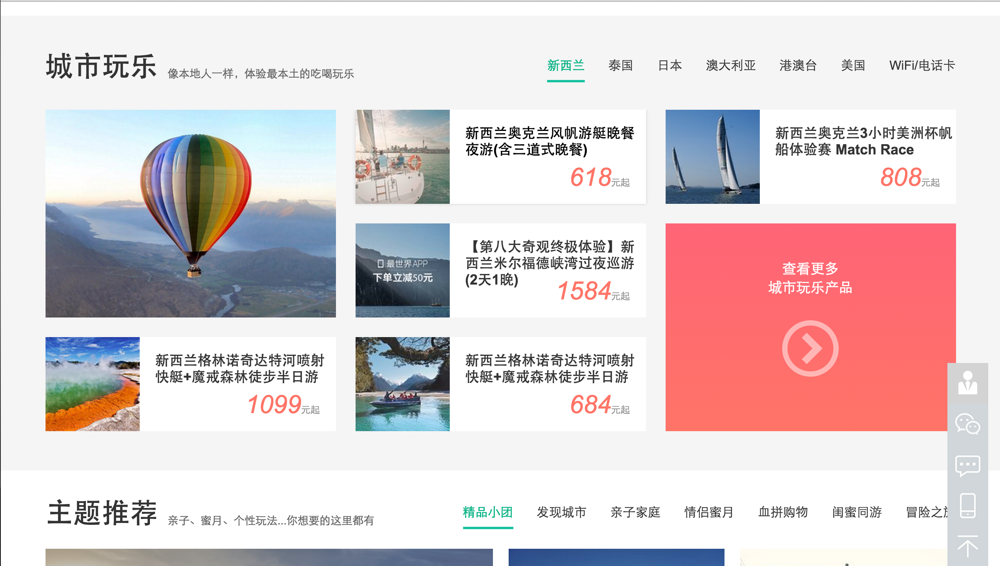 城市玩乐 像本地人一样，体验最本土的吃喝玩乐
新西兰 泰国 日本 澳大利亚 港澳台 美国 WiFi/电话卡
新西兰奥克兰风帆游艇晚餐
夜游(含三道式晚餐)
618元起
新西兰奥克兰3小时美洲杯帆
船体验赛 Match Race
808元起
最世界APP
下单立减50元
【第八大奇观终极体验】新
西兰米尔福德峡湾过夜巡游
(2天1晚)
1584元起
查看更多
城市玩乐产品
新西兰格林诺奇达特河喷射
快艇+魔戒森林徒步半日游
1099元起
新西兰格林诺奇达特河喷射
快艇+魔戒森林徒步半日游
684元起
主题推荐 亲子、蜜月、个性玩法...你想要的这里都有
精品小团 发现城市 亲子家庭 情侣蜜月 血拼购物 闺蜜同游 冒险之